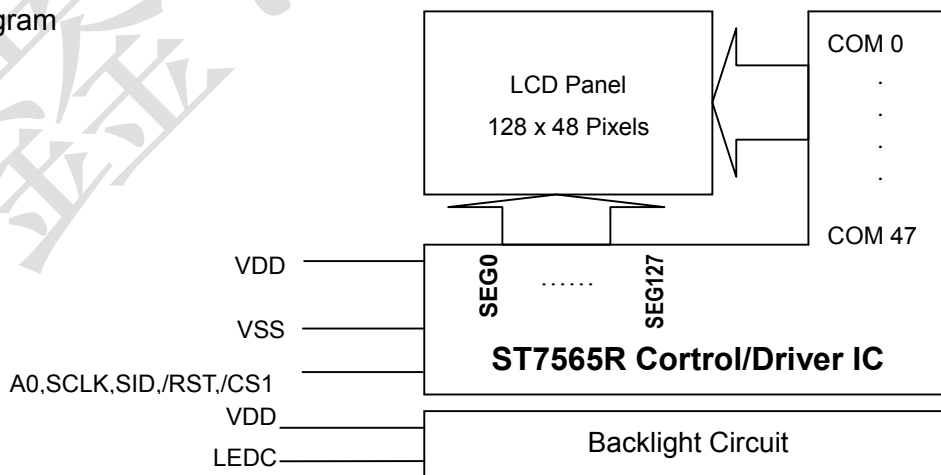 gram
LCD Panel
128 x 48 Pixels
COM 0
.
.
.
.
COM 47
SEG0
......
SEG127
VDD
VSS
A0,SCLK,SID,/RST,/CS1
ST7565R Cortrol/Driver IC
VDD
LEDC
Backlight Circuit